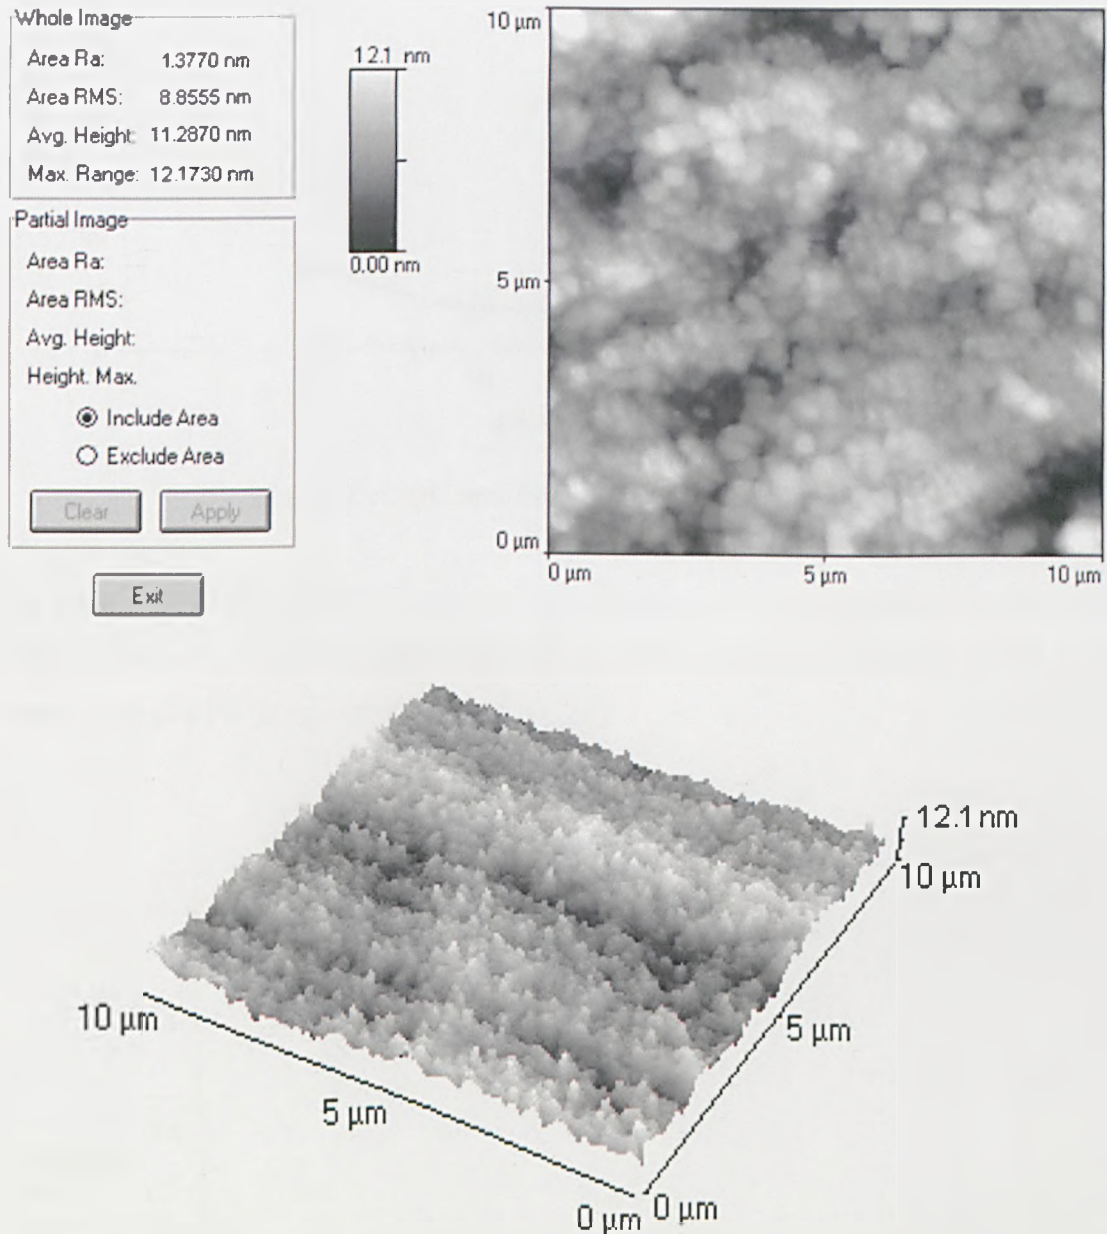 Whole Image
Area Ra: 1.3770 nm
Area RMS: 8.8555 nm
Avg. Height: 11.2870 nm
Max. Range: 12.1730 nm
Partial Image
Area Ra:
Area RMS:
Avg. Height:
Height. Max.
Include Area
Exclude Area
Clear
Apply
Exit
12.1 nm
0.00 nm
10 µm
5 µm
0 µm
0 µm
5 µm
10 µm
12.1 nm
10 µm
5 µm
0 µm
10 µm
5 µm
0 µm